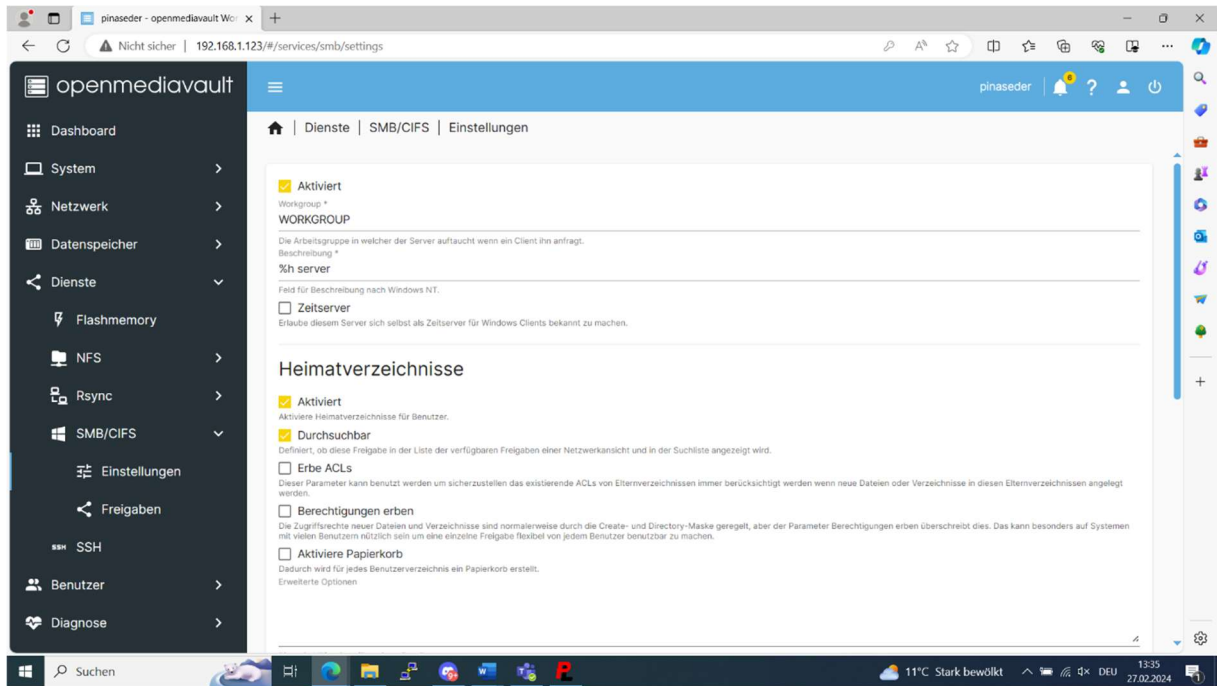 pinaseder - openmediavault Wor
Nicht sicher | 192.168.1.123/#/services/smb/settings
openmediavault
pinaseder
6
?
Dashboard
System
Netzwerk
Datenspeicher
Dienste
Flashmemory
NFS
Rsync
SMB/CIFS
Einstellungen
Freigaben
SSH SSH
Benutzer
Diagnose
| Dienste | SMB/CIFS | Einstellungen
Aktiviert
Workgroup *
WORKGROUP
Die Arbeitsgruppe in welcher der Server auftaucht wenn ein Client ihn anfragt.
Beschreibung *
%h server
Feld für Beschreibung nach Windows NT.
Zeitserver
Erlaube diesem Server sich selbst als Zeitserver für Windows Clients bekannt zu machen.
Heimatverzeichnisse
Aktiviert
Aktiviere Heimatverzeichnisse für Benutzer.
Durchsuchbar
Definiert, ob diese Freigabe in der Liste der verfügbaren Freigaben einer Netzwerkansicht und in der Suchliste angezeigt wird.
Erbe ACLs
Dieser Parameter kann benutzt werden um sicherzustellen das existierende ACLs von Elternverzeichnissen immer berücksichtigt werden wenn neue Dateien oder Verzeichnisse in diesen Elternverzeichnissen angelegt
werden.
Berechtigungen erben
Die Zugriffsrechte neuer Dateien und Verzeichnisse sind normalerweise durch die Create- und Directory-Maske geregelt, aber der Parameter Berechtigungen erben überschreibt dies. Das kann besonders auf Systemen
mit vielen Benutzern nützlich sein um eine einzelne Freigabe flexibel von jedem Benutzer benutzbar zu machen.
Aktiviere Papierkorb
Dadurch wird für jedes Benutzerverzeichnis ein Papierkorb erstellt.
Erweiterte Optionen
Suchen
11°C Stark bewölkt
DEU
13:35
27.02.2024